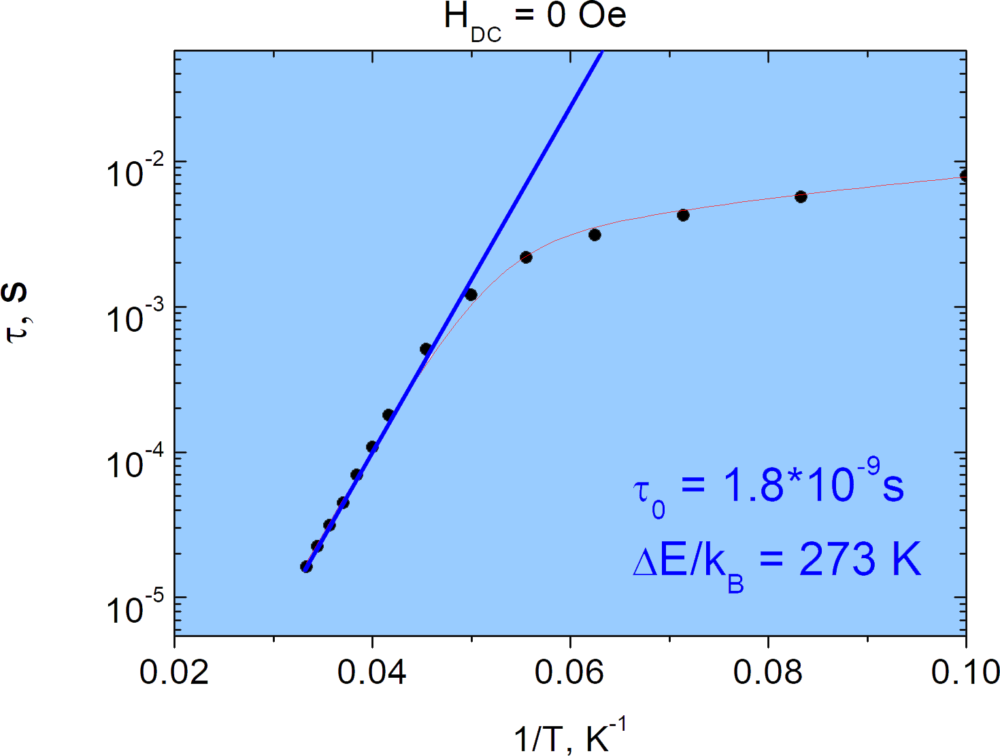 H_DC = 0 Oe
τ, s
10^-2
10^-3
10^-4
10^-5
τ_0 = 1.8*10^-9s
ΔE/k_B = 273 K
0.02 0.04 0.06 0.08 0.10
1/T, K^-1